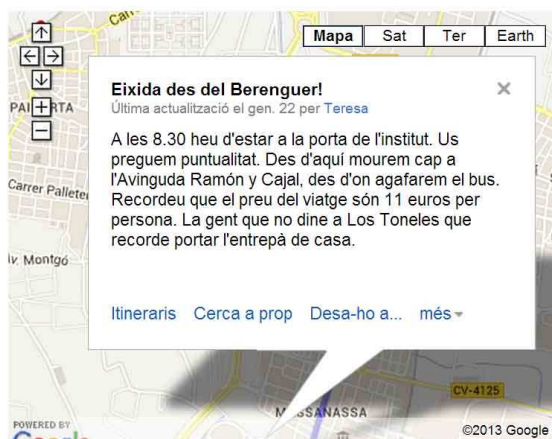 Mapa Sat Ter Earth
Eixida des del Berenguer!
Última actualització el gen. 22 per Teresa
A les 8.30 heu d'estar a la porta de l'institut. Us
preguem puntualitat. Des d'aquí mourem cap a
l'Avinguda Ramón y Cajal, des d'on agafarem el bus.
Recordeu que el preu del viatge són 11 euros per
persona. La gent que no dine a Los Toneles que
recorde portar l'entrepà de casa.
Carrer
Montgó
Itineraris Cerca a prop Desa-ho a... més
CV-4125
MASSANASSA
POWERED BY
Google
©2013 Google